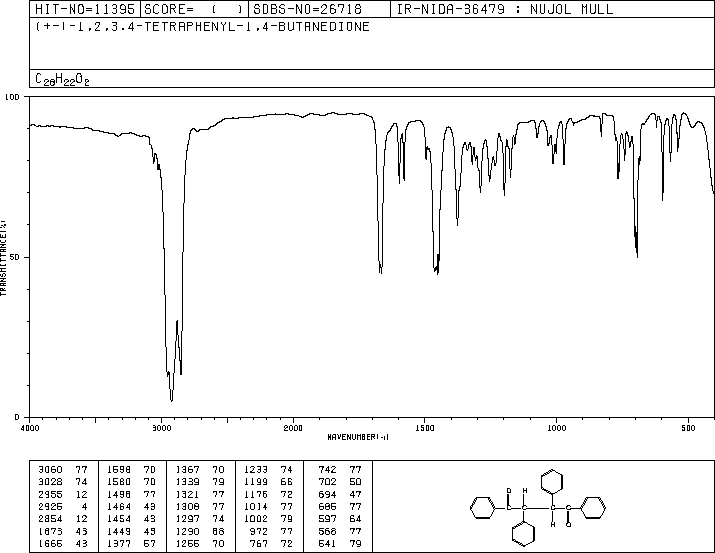 HIT-NO=11395 SCORE= ( ) SDBS-NO=26718 IR-NIDA-36479 : NUJOL MULL
(+-)-1,2,3,4-TETRAPHENYL-1,4-BUTANEDIONE
C28H22O2
100
50
0
TRANSMITTANCE(%)
4000 3000 2000 1500 1000 500
WAVENUMBER(-1)
3060 77 1598 70 1367 70 1233 74 742 77
3028 74 1580 70 1339 79 1199 66 702 50
2955 12 1498 77 1321 77 1176 72 694 47
2925 4 1464 43 1308 77 1014 77 685 77
2854 12 1454 43 1297 74 1002 79 597 64
1673 43 1449 43 1290 68 972 77 568 77
1665 43 1377 57 1255 70 767 72 541 79
O H
C C C C
H O